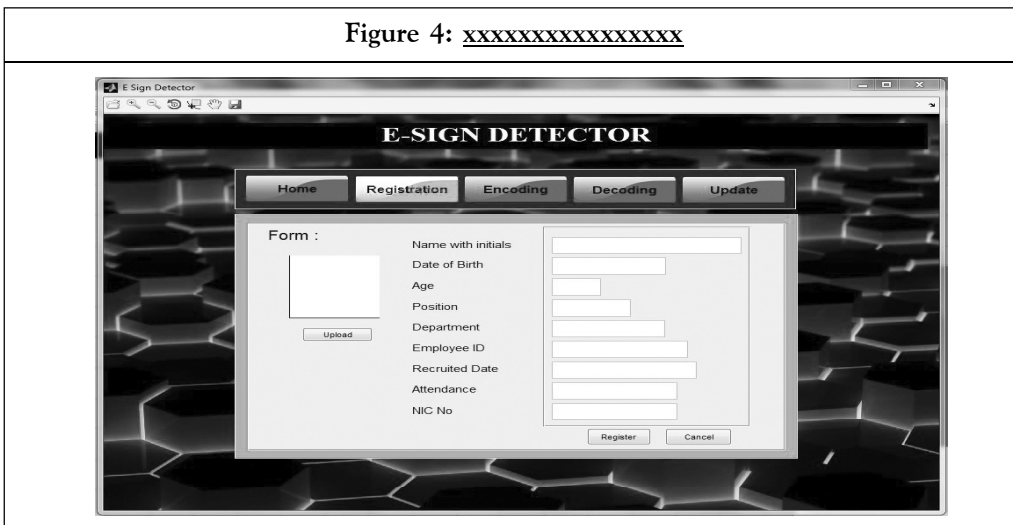 Figure 4: xxxxxxxxxxxxxxxx
E Sign Detector
E-SIGN DETECTOR
Home Registration Encoding Decoding Update
Form :
Name with initials
Date of Birth
Age
Position
Upload
Department
Employee ID
Recruited Date
Attendance
NIC No
Register Cancel